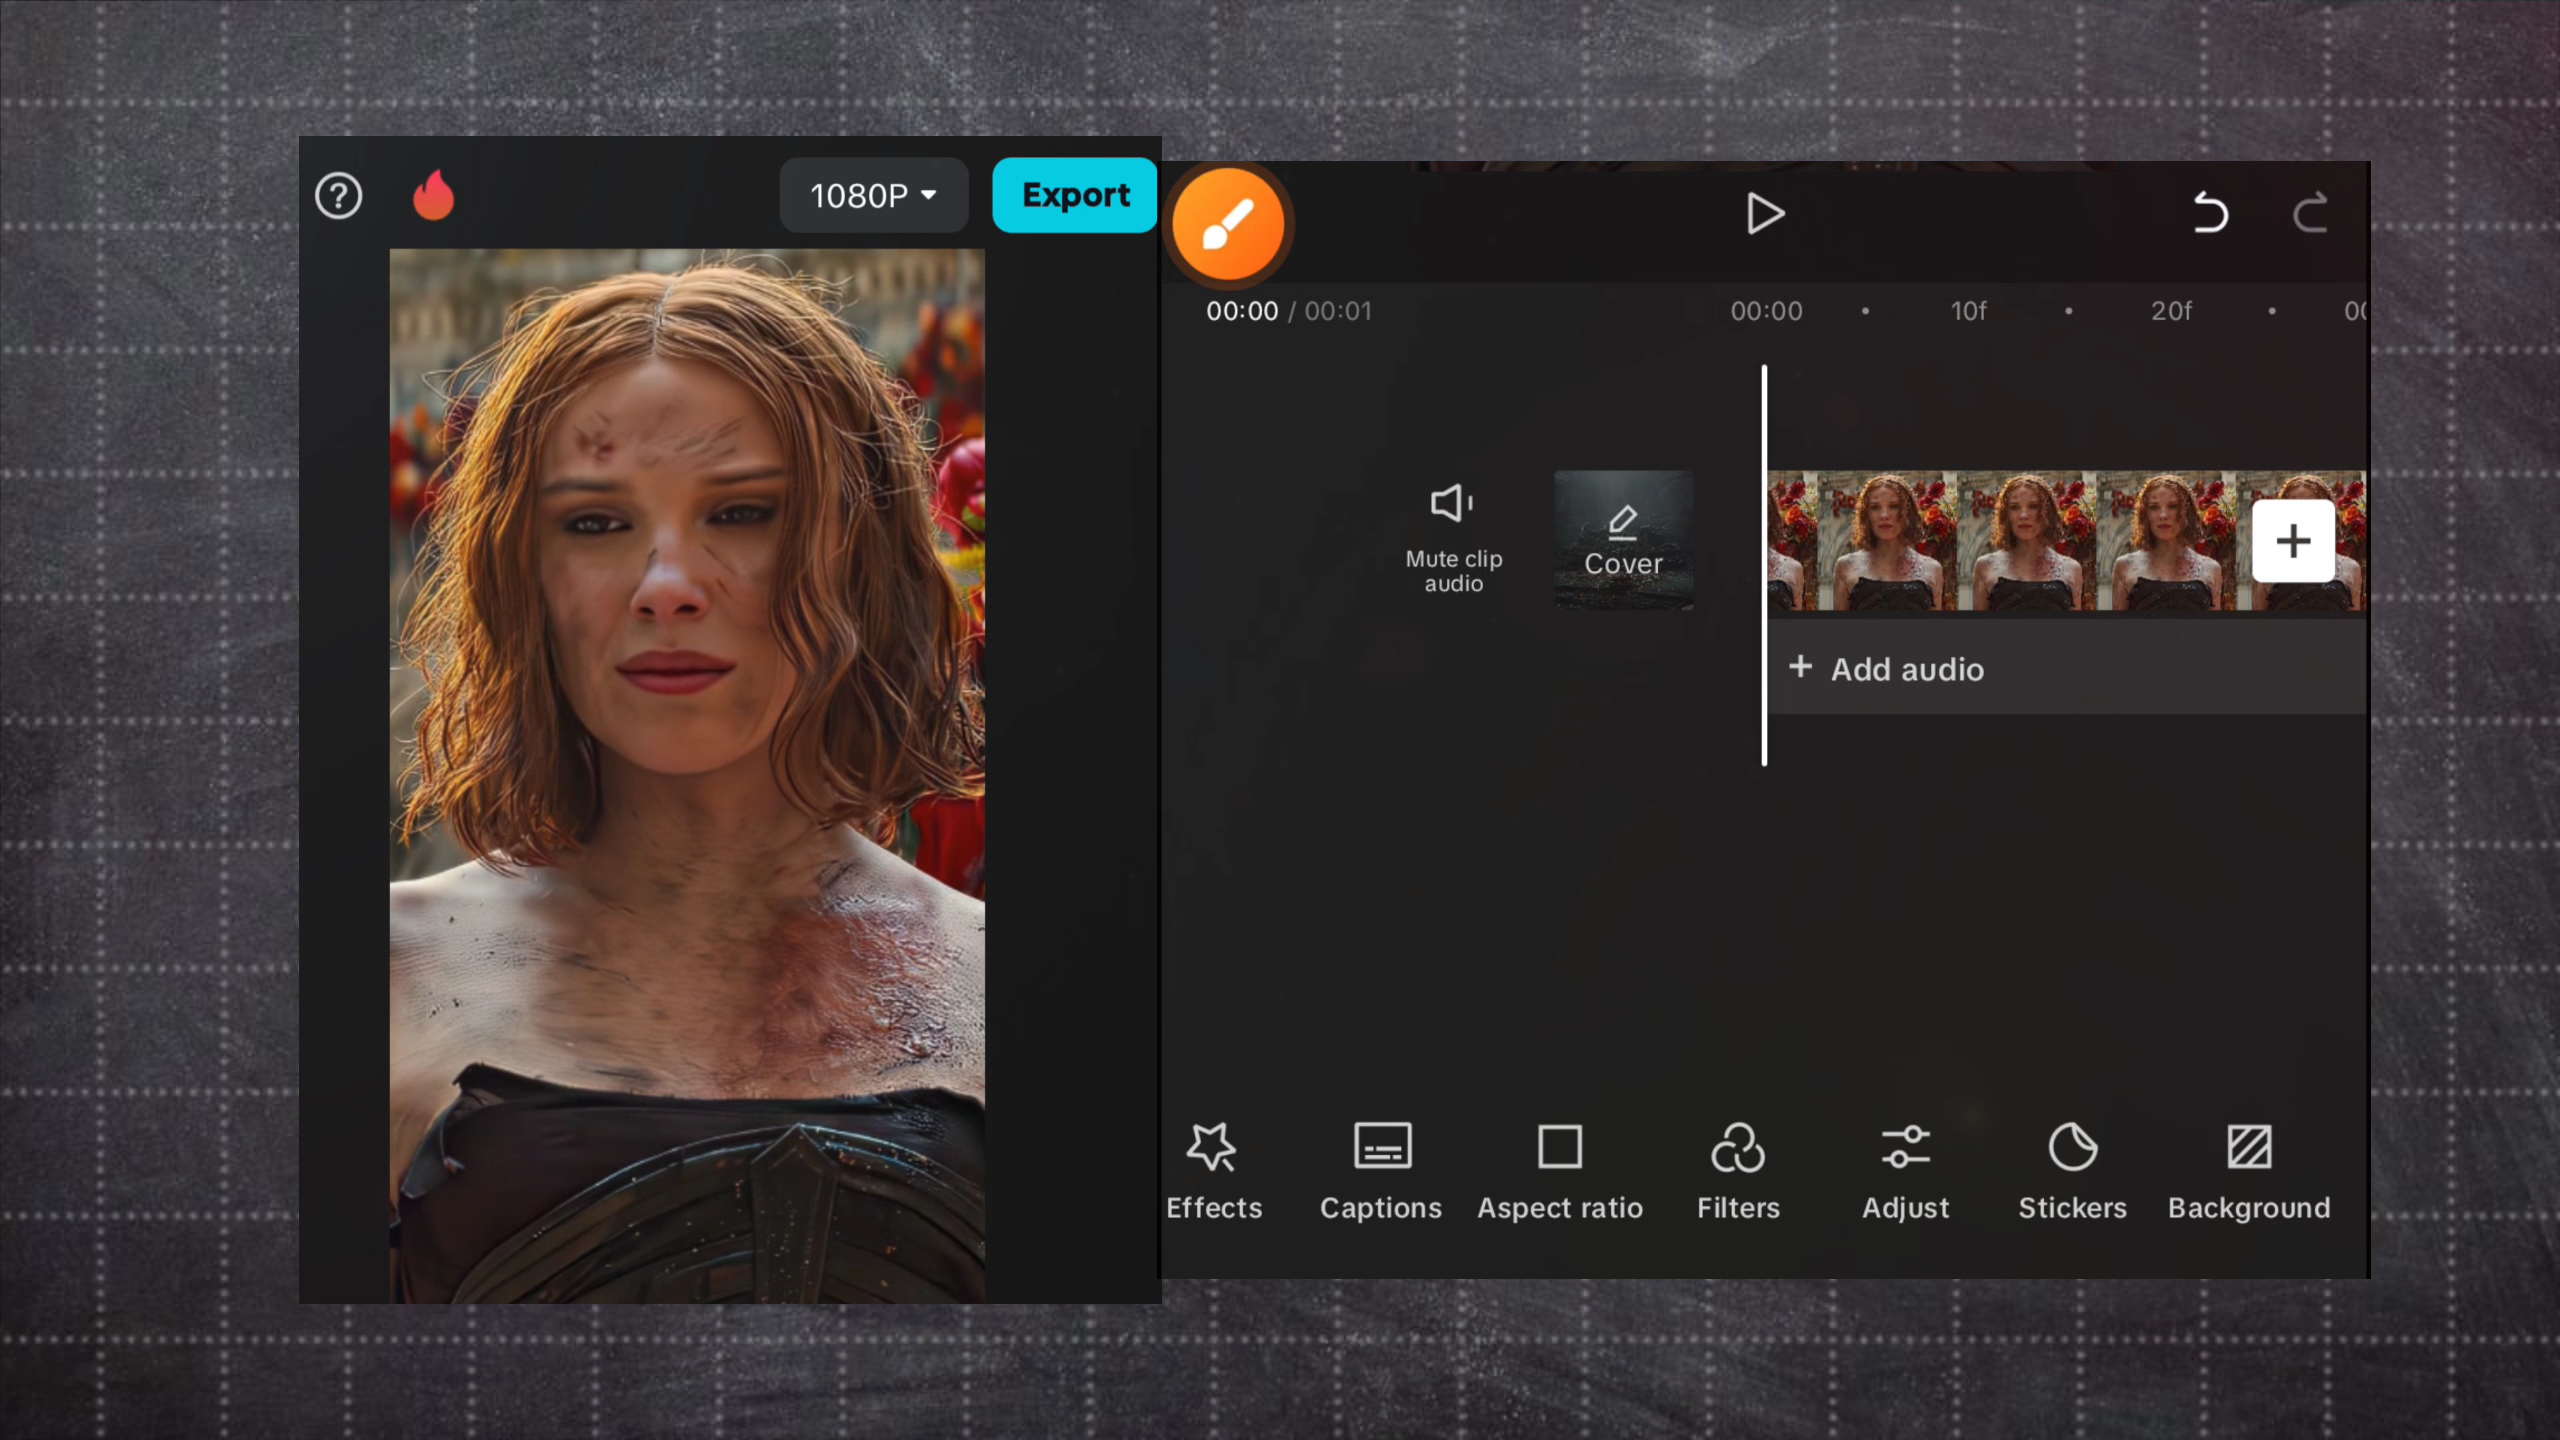 1080P
Export
00:00 / 00:01
00:00
10f
20f
Mute clip
audio
Cover
+ Add audio
Effects
Captions
Aspect ratio
Filters
Adjust
Stickers
Background